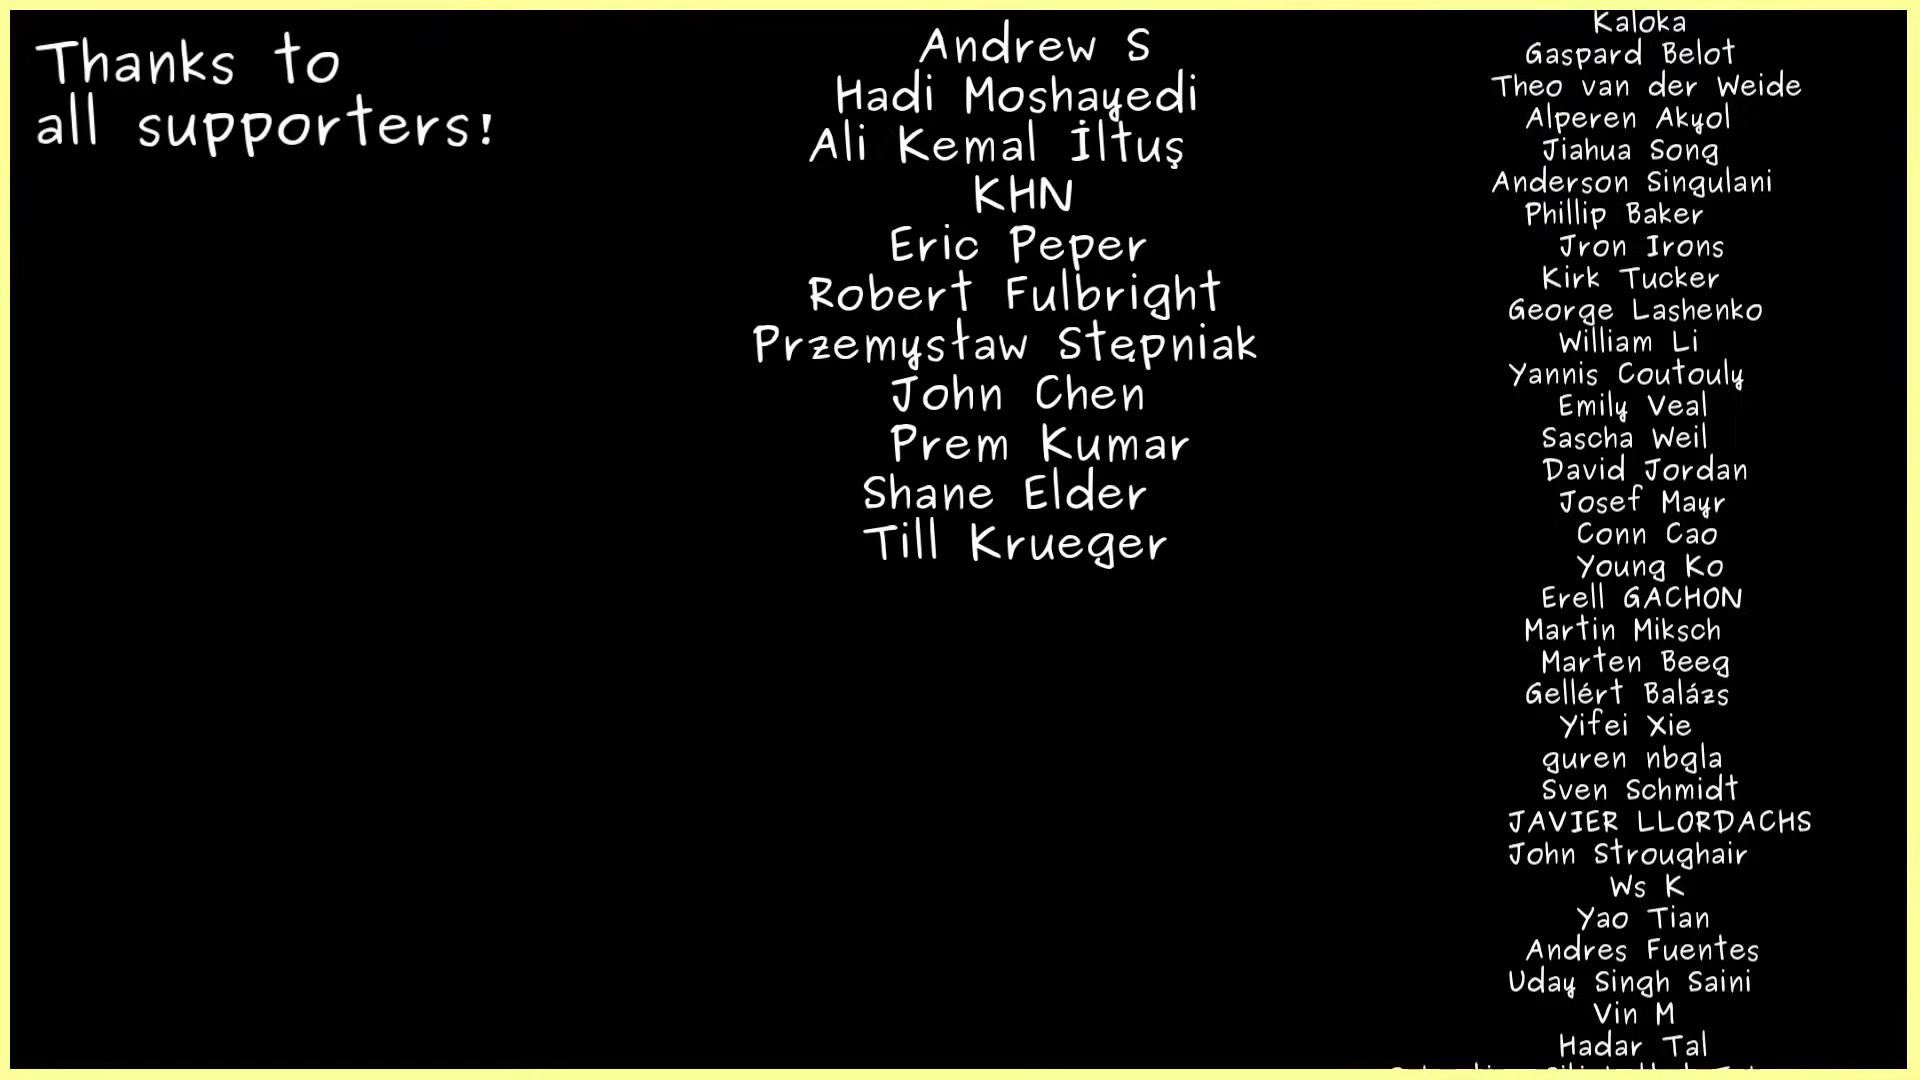 Thanks to
all supporters!
Andrew S
Hadi Moshayedi
Ali Kemal İltuş
KHN
Eric Peper
Robert Fulbright
Przemysław Stępniak
John Chen
Prem Kumar
Shane Elder
Till Krueger
Kaloka
Gaspard Belot
Theo van der Weide
Alperen Akyol
Jiahua Song
Anderson Singulani
Phillip Baker
Jron Irons
Kirk Tucker
George Lashenko
William Li
Yannis Coutouly
Emily Veal
Sascha Weil
David Jordan
Josef Mayr
Conn Cao
Young Ko
Erell GACHON
Martin Miksch
Marten Beeg
Gellért Balázs
Yifei Xie
guren nbgla
Sven Schmidt
JAVIER LLORDACHS
John Stroughair
Ws K
Yao Tian
Andres Fuentes
Uday Singh Saini
Vin M
Hadar Tal